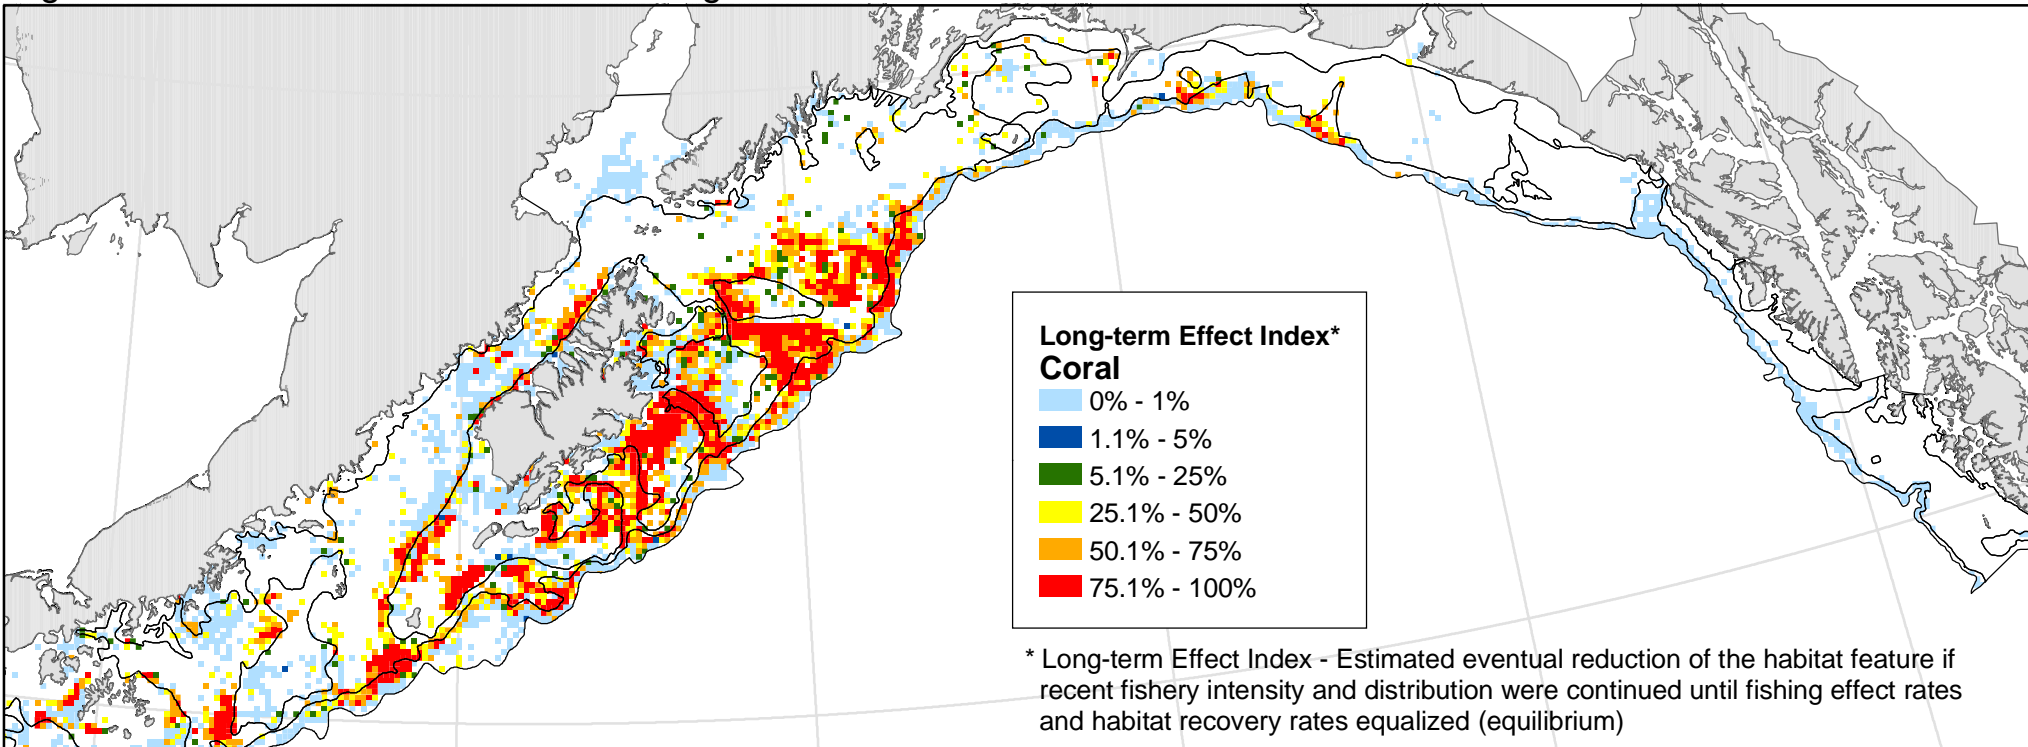 Long-term Effect Index*
Coral
0% - 1%
1.1% - 5%
5.1% - 25%
25.1% - 50%
50.1% - 75%
75.1% - 100%
* Long-term Effect Index - Estimated eventual reduction of the habitat feature if
recent fishery intensity and distribution were continued until fishing effect rates
and habitat recovery rates equalized (equilibrium)